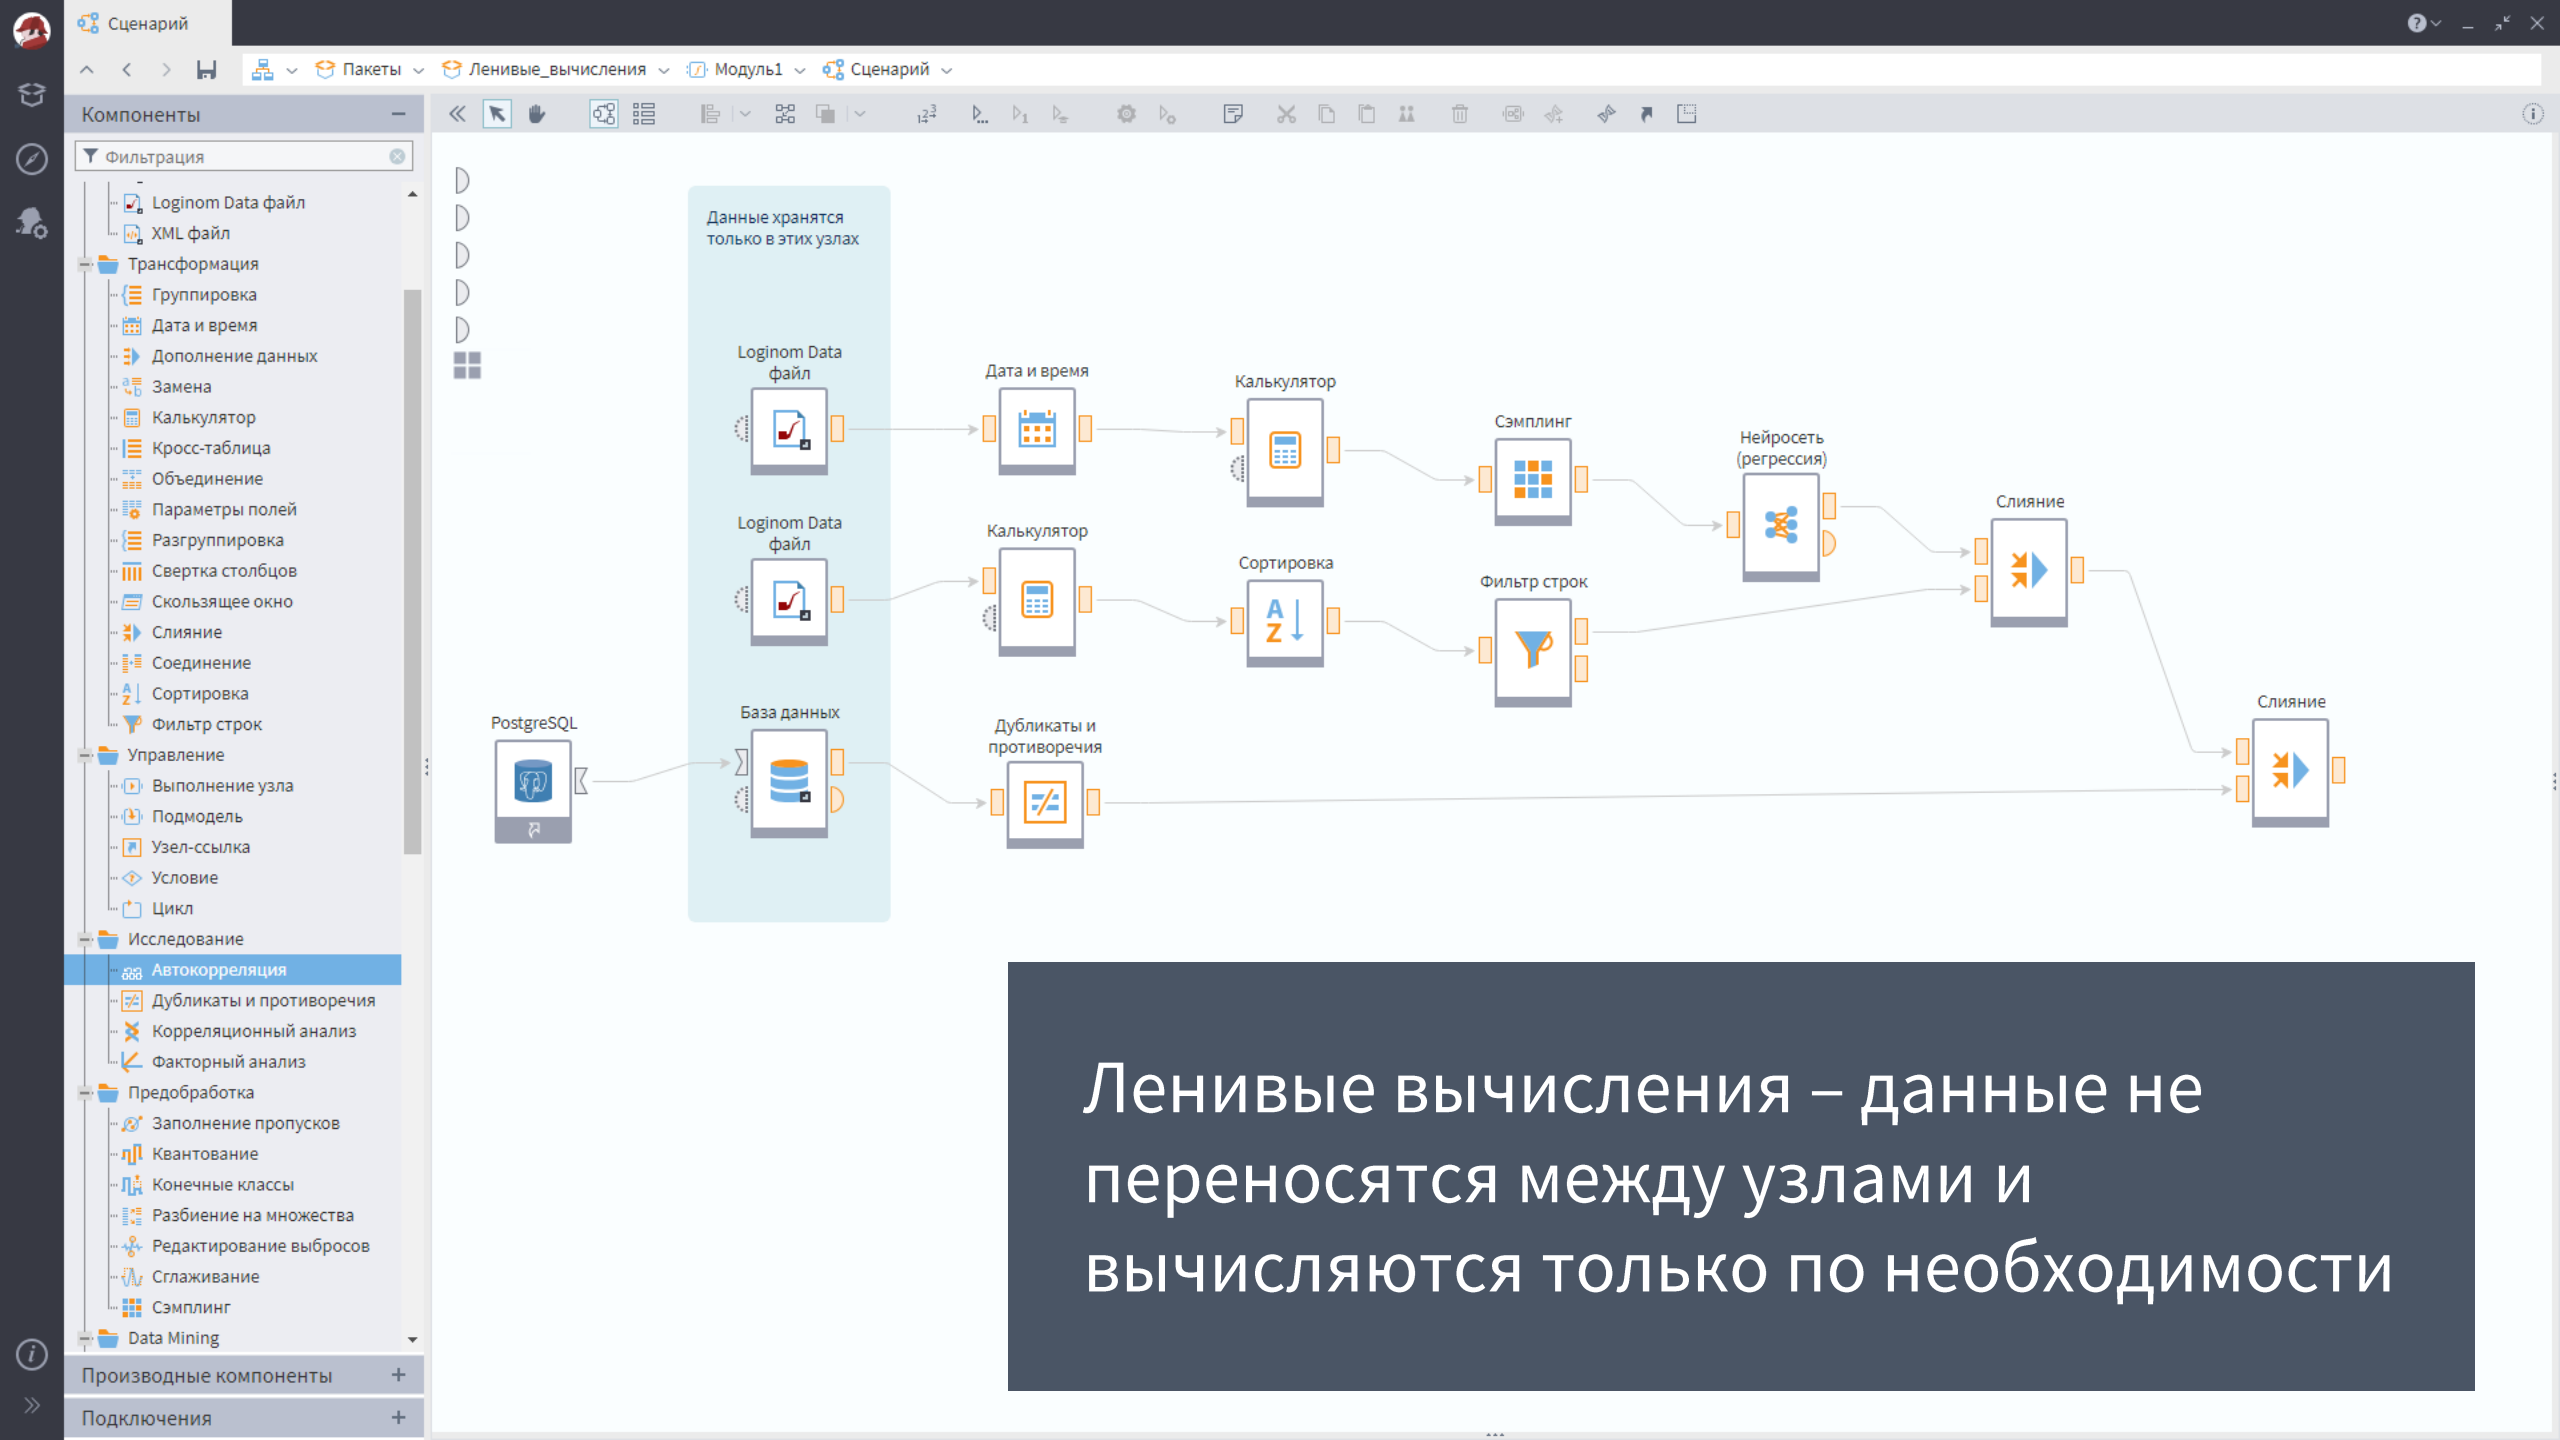 Сценарий
Пакеты
Ленивые_вычисления
Модуль1
Сценарий
Компоненты
Фильтрация
Loginom Data файл
XML файл
Трансформация
Группировка
Дата и время
Дополнение данных
Замена
Калькулятор
Кросс-таблица
Объединение
Параметры полей
Разгруппировка
Свертка столбцов
Скользящее окно
Слияние
Соединение
Сортировка
Фильтр строк
Управление
Выполнение узла
Подмодель
Узел-ссылка
Условие
Цикл
Исследование
Автокорреляция
Дубликаты и противоречия
Корреляционный анализ
Факторный анализ
Предобработка
Заполнение пропусков
Квантование
Конечные классы
Разбиение на множества
Редактирование выбросов
Сглаживание
Сэмплинг
Data Mining
Производные компоненты
Подключения
Данные хранятся
только в этих узлах
Loginom Data
файл
Дата и время
Калькулятор
Сэмплинг
Нейросеть
(регрессия)
Слияние
Loginom Data
файл
Калькулятор
Сортировка
Фильтр строк
PostgreSQL
База данных
Дубликаты и
противоречия
Слияние
Ленивые вычисления – данные не
переносятся между узлами и
вычисляются только по необходимости